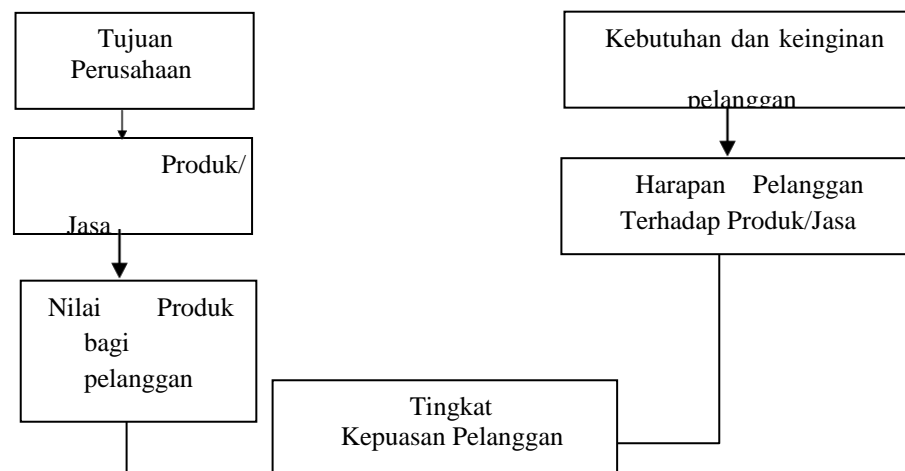 Tujuan
Perusahaan
Kebutuhan dan keinginan
pelanggan
Produk/
Jasa
Harapan Pelanggan
Terhadap Produk/Jasa
Nilai Produk
bagi
pelanggan
Tingkat
Kepuasan Pelanggan